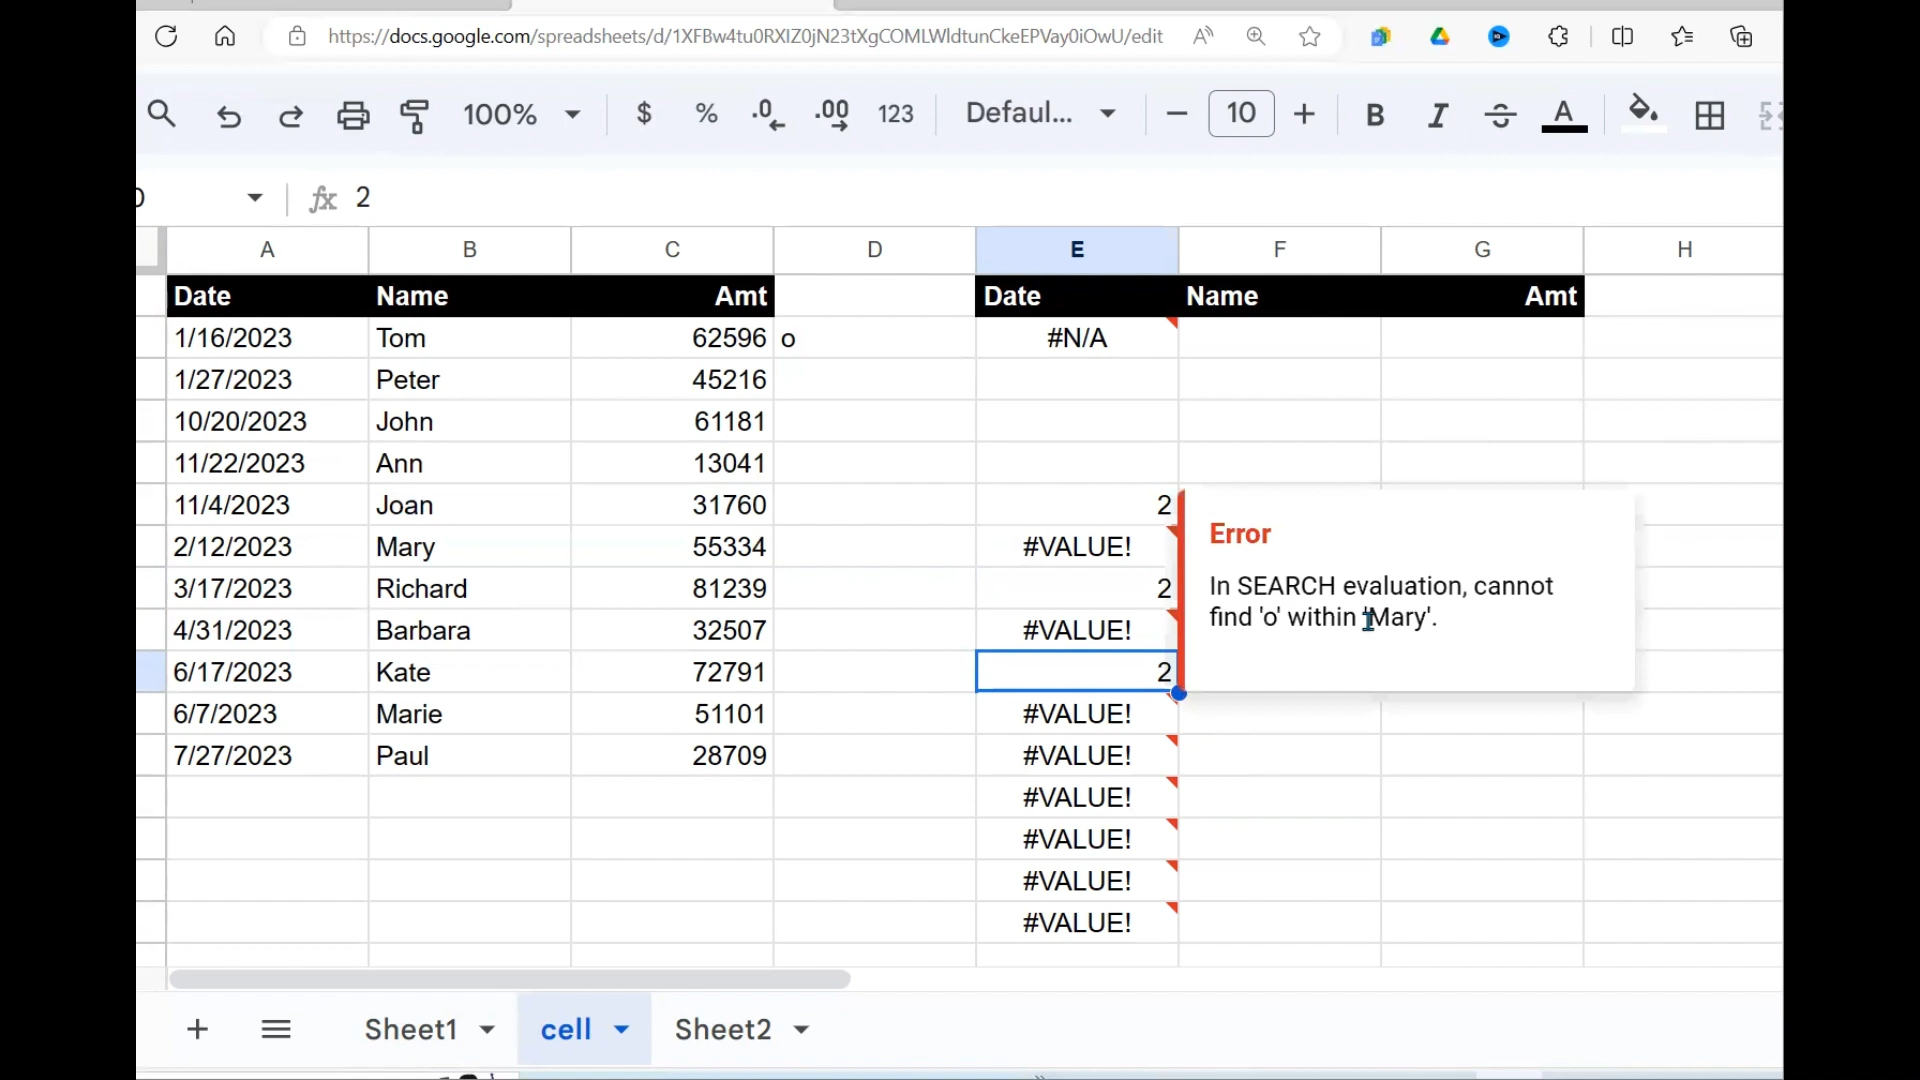 https://docs.google.com/spreadsheets/d/1XFBw4tu0RXIZ0jN23tXgCOMLWldtunCkeEPVay0iOwU/edit
100% $ % .0 .00 123 Defaul... 10 B I S A
fx 2
A B C D E F G H
Date Name Amt Date Name Amt
1/16/2023 Tom 62596 o #N/A
1/27/2023 Peter 45216
10/20/2023 John 61181
11/22/2023 Ann 13041
11/4/2023 Joan 31760 2
2/12/2023 Mary 55334 #VALUE!
3/17/2023 Richard 81239 2
4/31/2023 Barbara 32507 #VALUE!
6/17/2023 Kate 72791 2
6/7/2023 Marie 51101 #VALUE!
7/27/2023 Paul 28709 #VALUE!
#VALUE!
#VALUE!
#VALUE!
#VALUE!
Error
In SEARCH evaluation, cannot
find 'o' within 'Mary'.
Sheet1 cell Sheet2